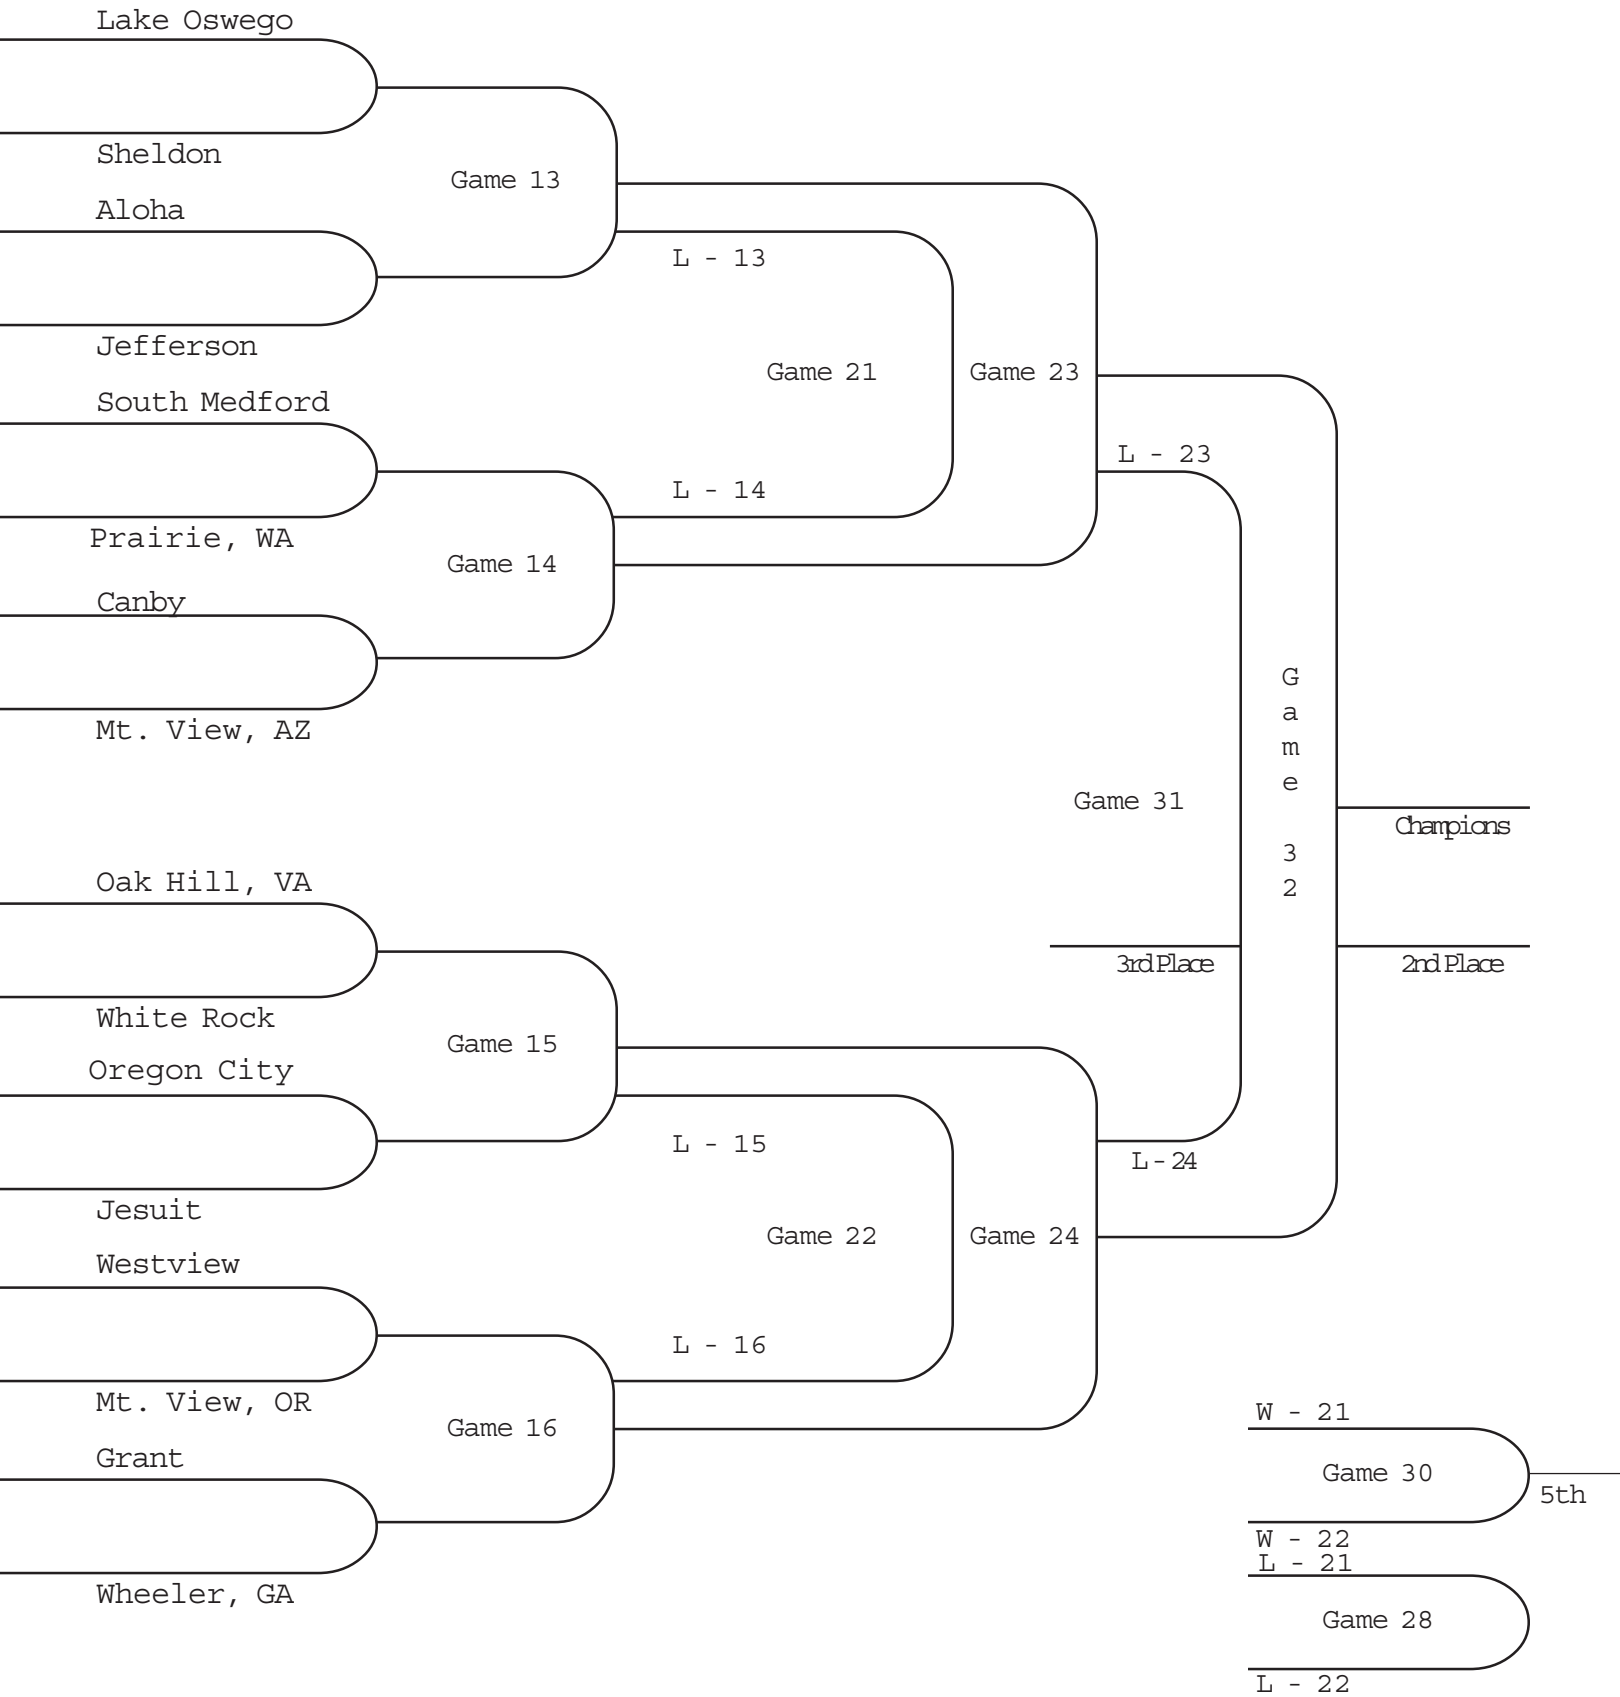 Lake Oswego
Sheldon
Game 13
Aloha
L - 13
Jefferson
Game 21
Game 23
South Medford
L - 23
L - 14
Prairie, WA
Game 14
Canby
G
a
m
e
3
2
Mt. View, AZ
Game 31
Champions
Oak Hill, VA
3rd Place
2nd Place
White Rock
Game 15
Oregon City
L - 15
L - 24
Jesuit
Game 22
Game 24
Westview
L - 16
Mt. View, OR
Game 16
W - 21
Grant
Game 30
5th
W - 22
L - 21
Wheeler, GA
Game 28
L - 22